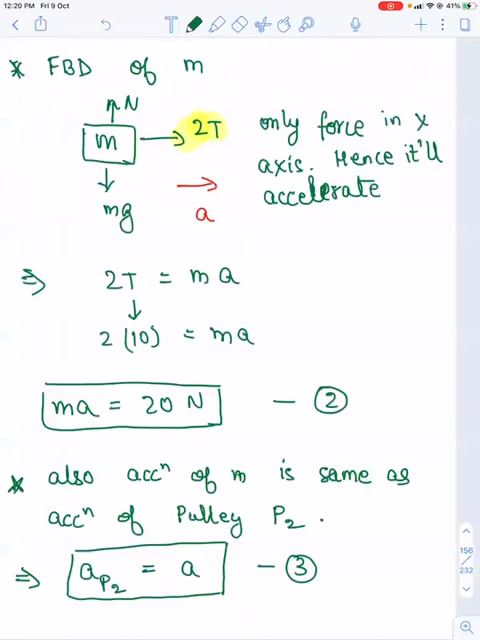 12:20 PM Fri 9 Oct
41%
* FBD of m
N
m → 2T
mg
a
only force in x
axis. Hence it'll
accelerate
⇒ 2T = ma
2(10) = ma
ma = 20 N — ②
* also accⁿ of m is same as
accⁿ of Pulley P₂.
⇒ a_P₂ = a — ③
156
/
232